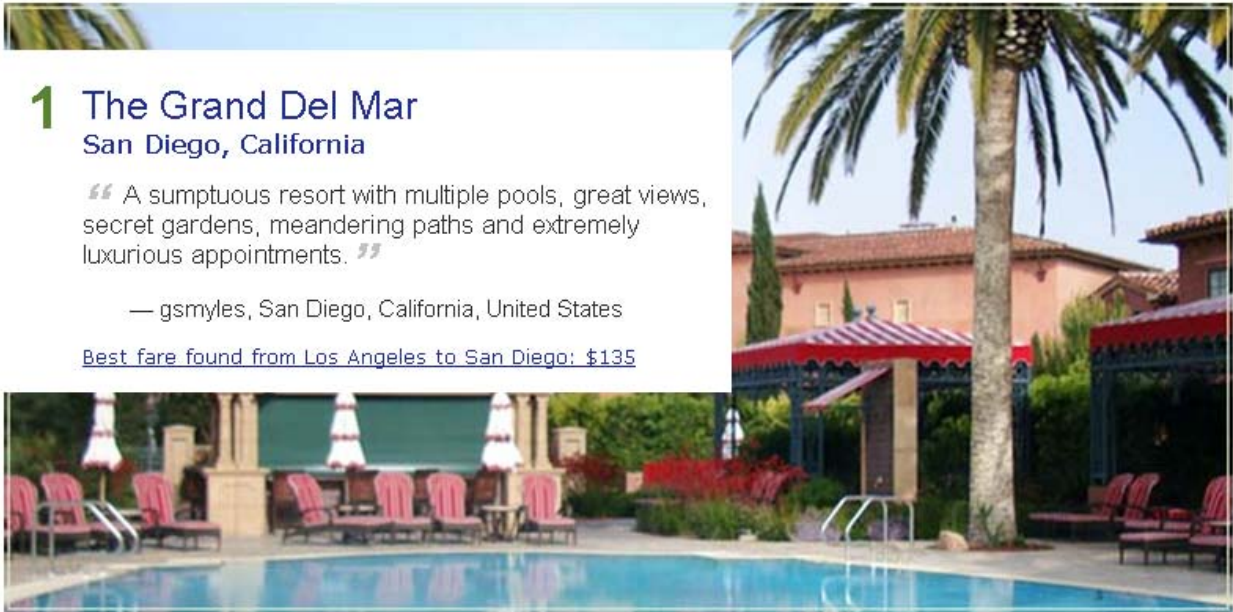 1 The Grand Del Mar
San Diego, California
“ A sumptuous resort with multiple pools, great views,
secret gardens, meandering paths and extremely
luxurious appointments. ”
— gsmyles, San Diego, California, United States
Best fare found from Los Angeles to San Diego: $135